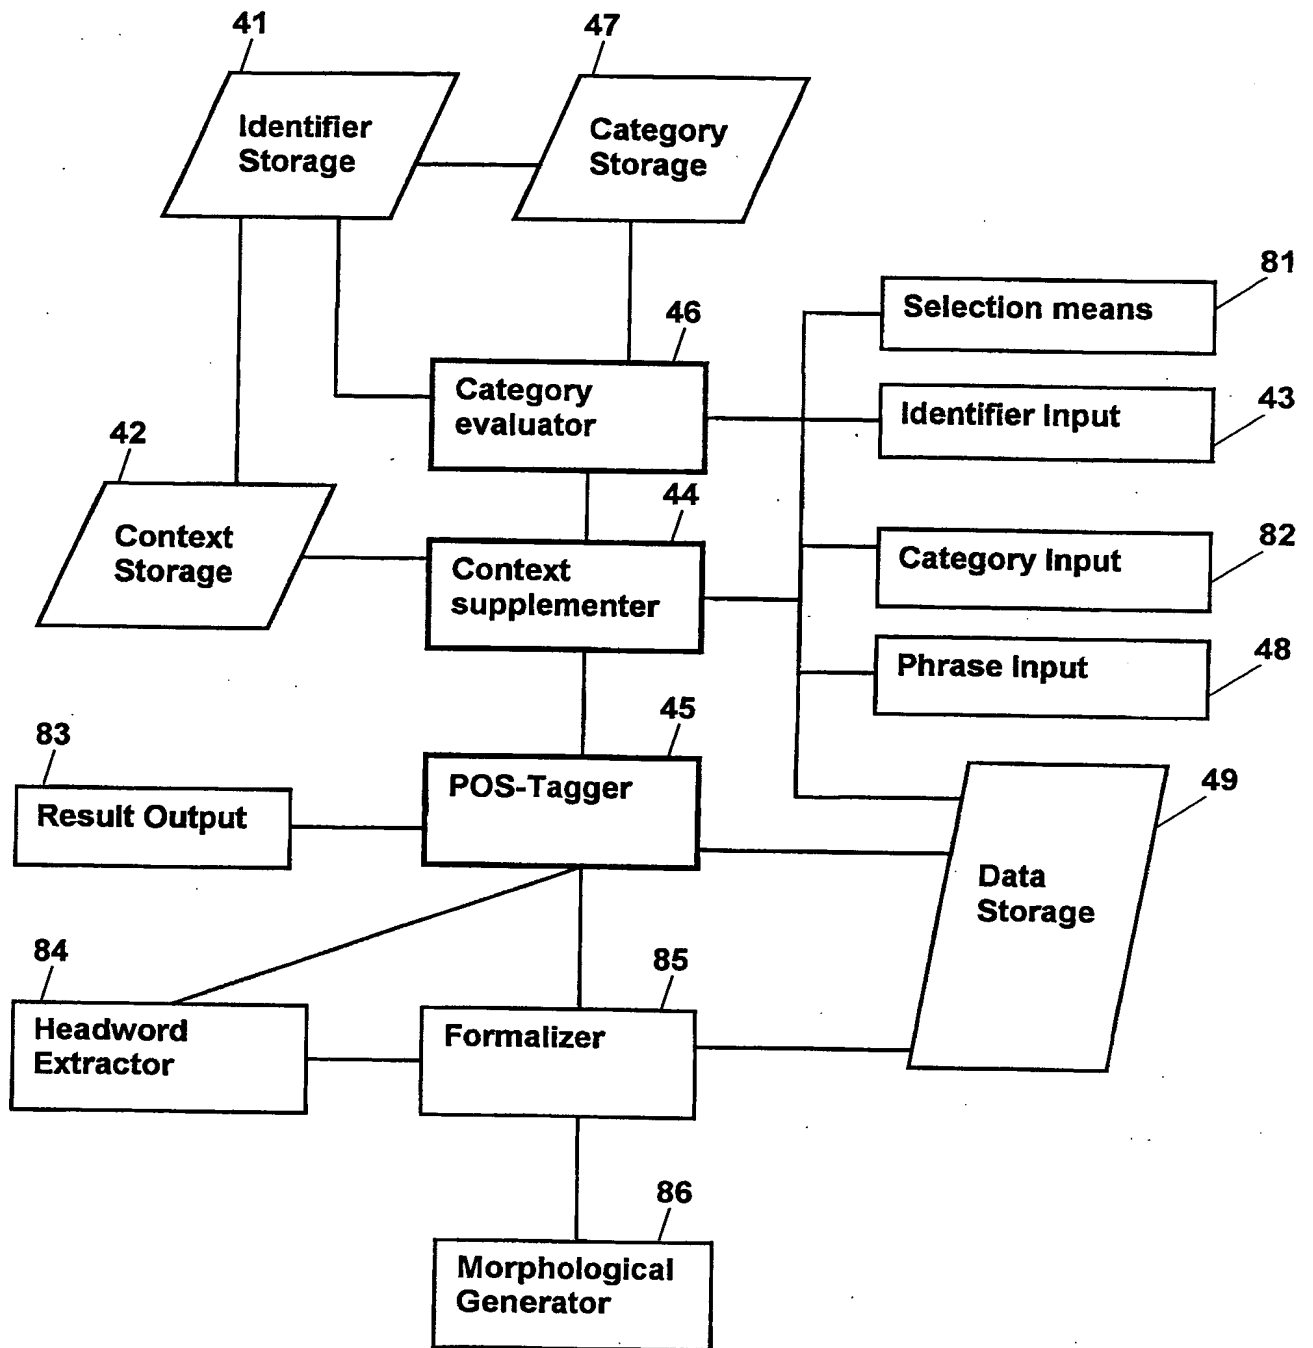 41
47
Identifier
Storage
Category
Storage
81
Selection means
46
Category
evaluator
Identifier Input
43
42
Context
Storage
44
Context
supplementer
Category Input
82
Phrase Input
48
83
Result Output
45
POS-Tagger
49
Data
Storage
84
Headword
Extractor
85
Formalizer
86
Morphological
Generator